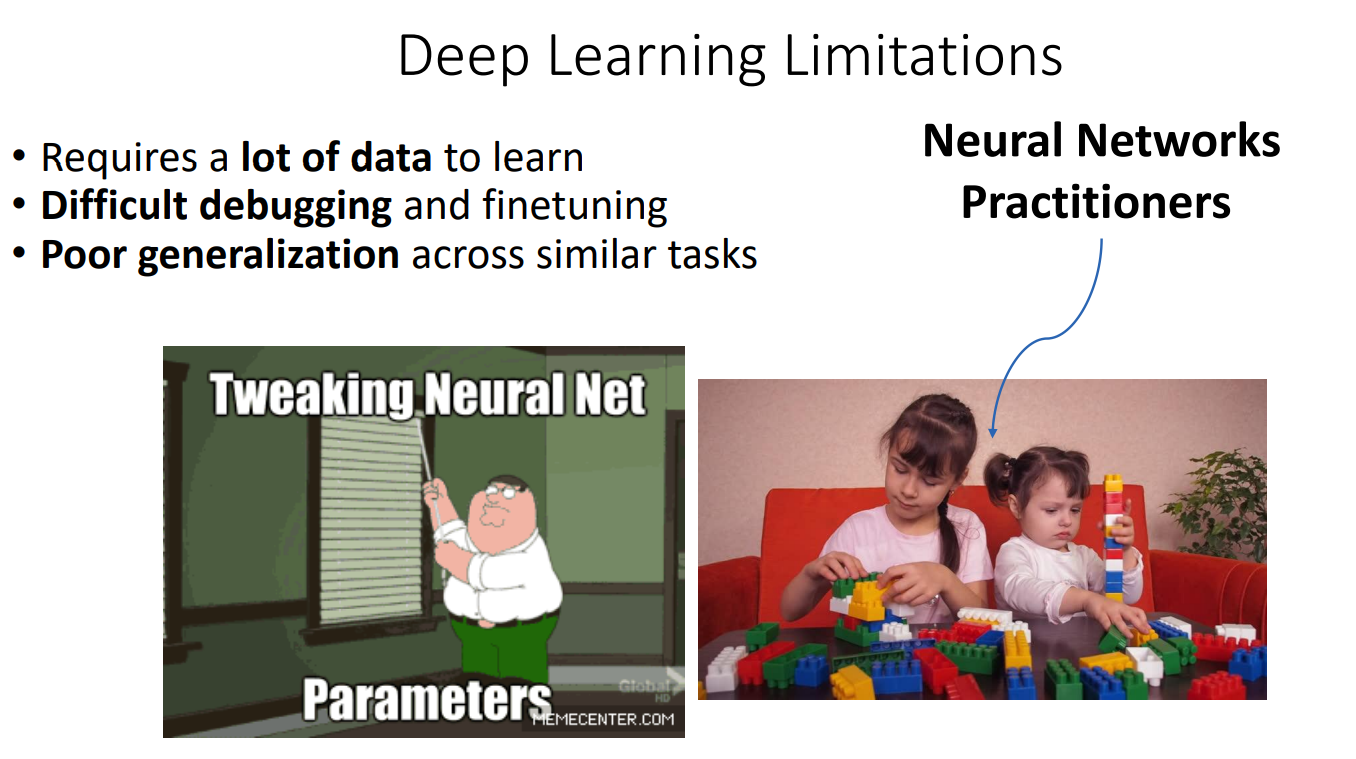 Deep Learning Limitations
• Requires a lot of data to learn
• Difficult debugging and finetuning
• Poor generalization across similar tasks
Neural Networks
Practitioners
Tweaking Neural Net
Parameters
Global
HD
MEMECENTER.COM